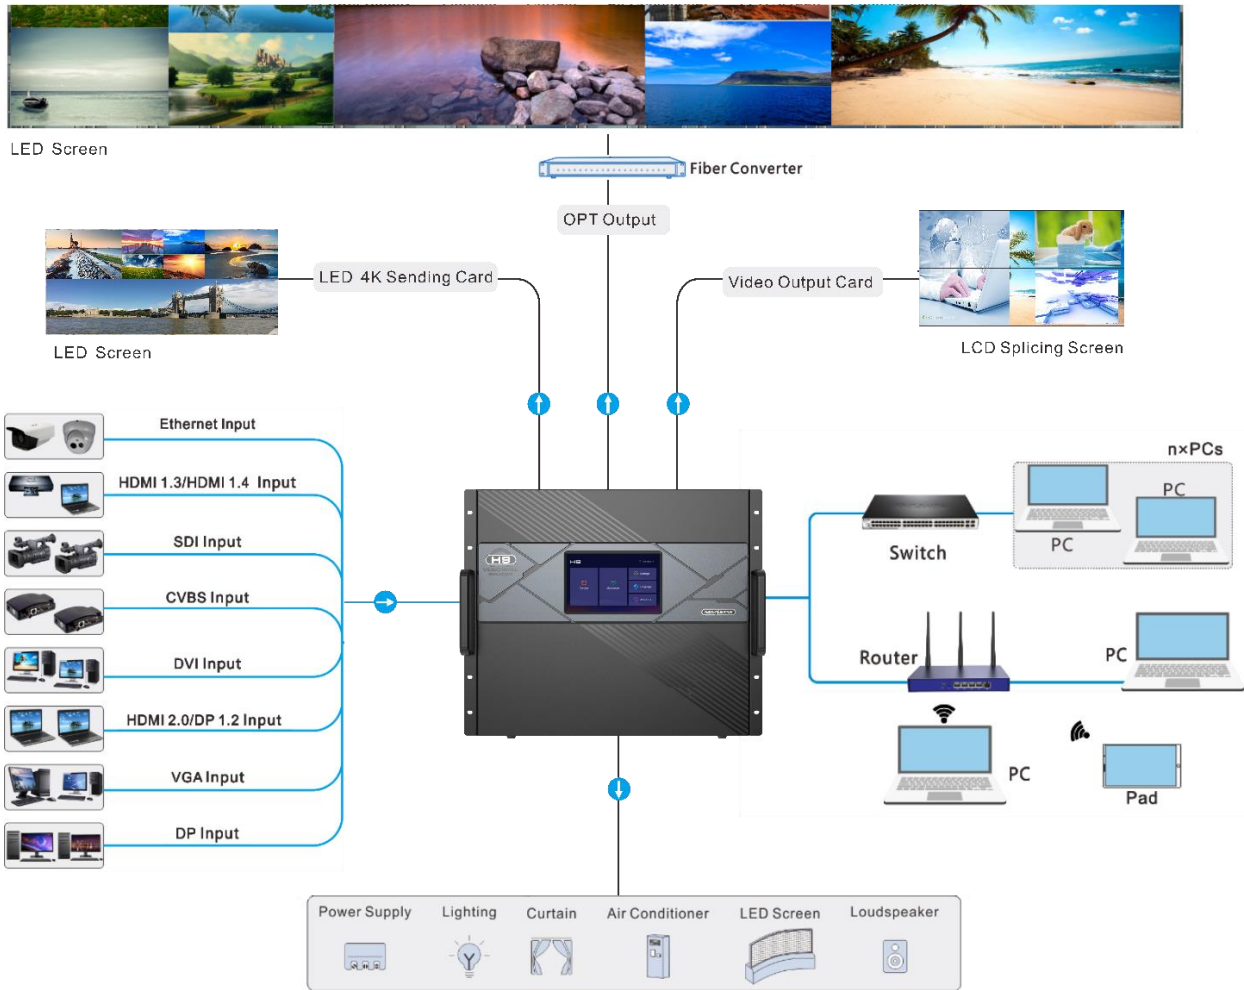 LED Screen
Fiber Converter
OPT Output
LED 4K Sending Card
Video Output Card
LED Screen
LCD Splicing Screen
Ethernet Input
HDMI 1.3/HDMI 1.4 Input
SDI Input
CVBS Input
DVI Input
HDMI 2.0/DP 1.2 Input
VGA Input
DP Input
H9
H9
n×PCs
PC
PC
Switch
Router
PC
PC
Pad
Power Supply
Lighting
Curtain
Air Conditioner
LED Screen
Loudspeaker